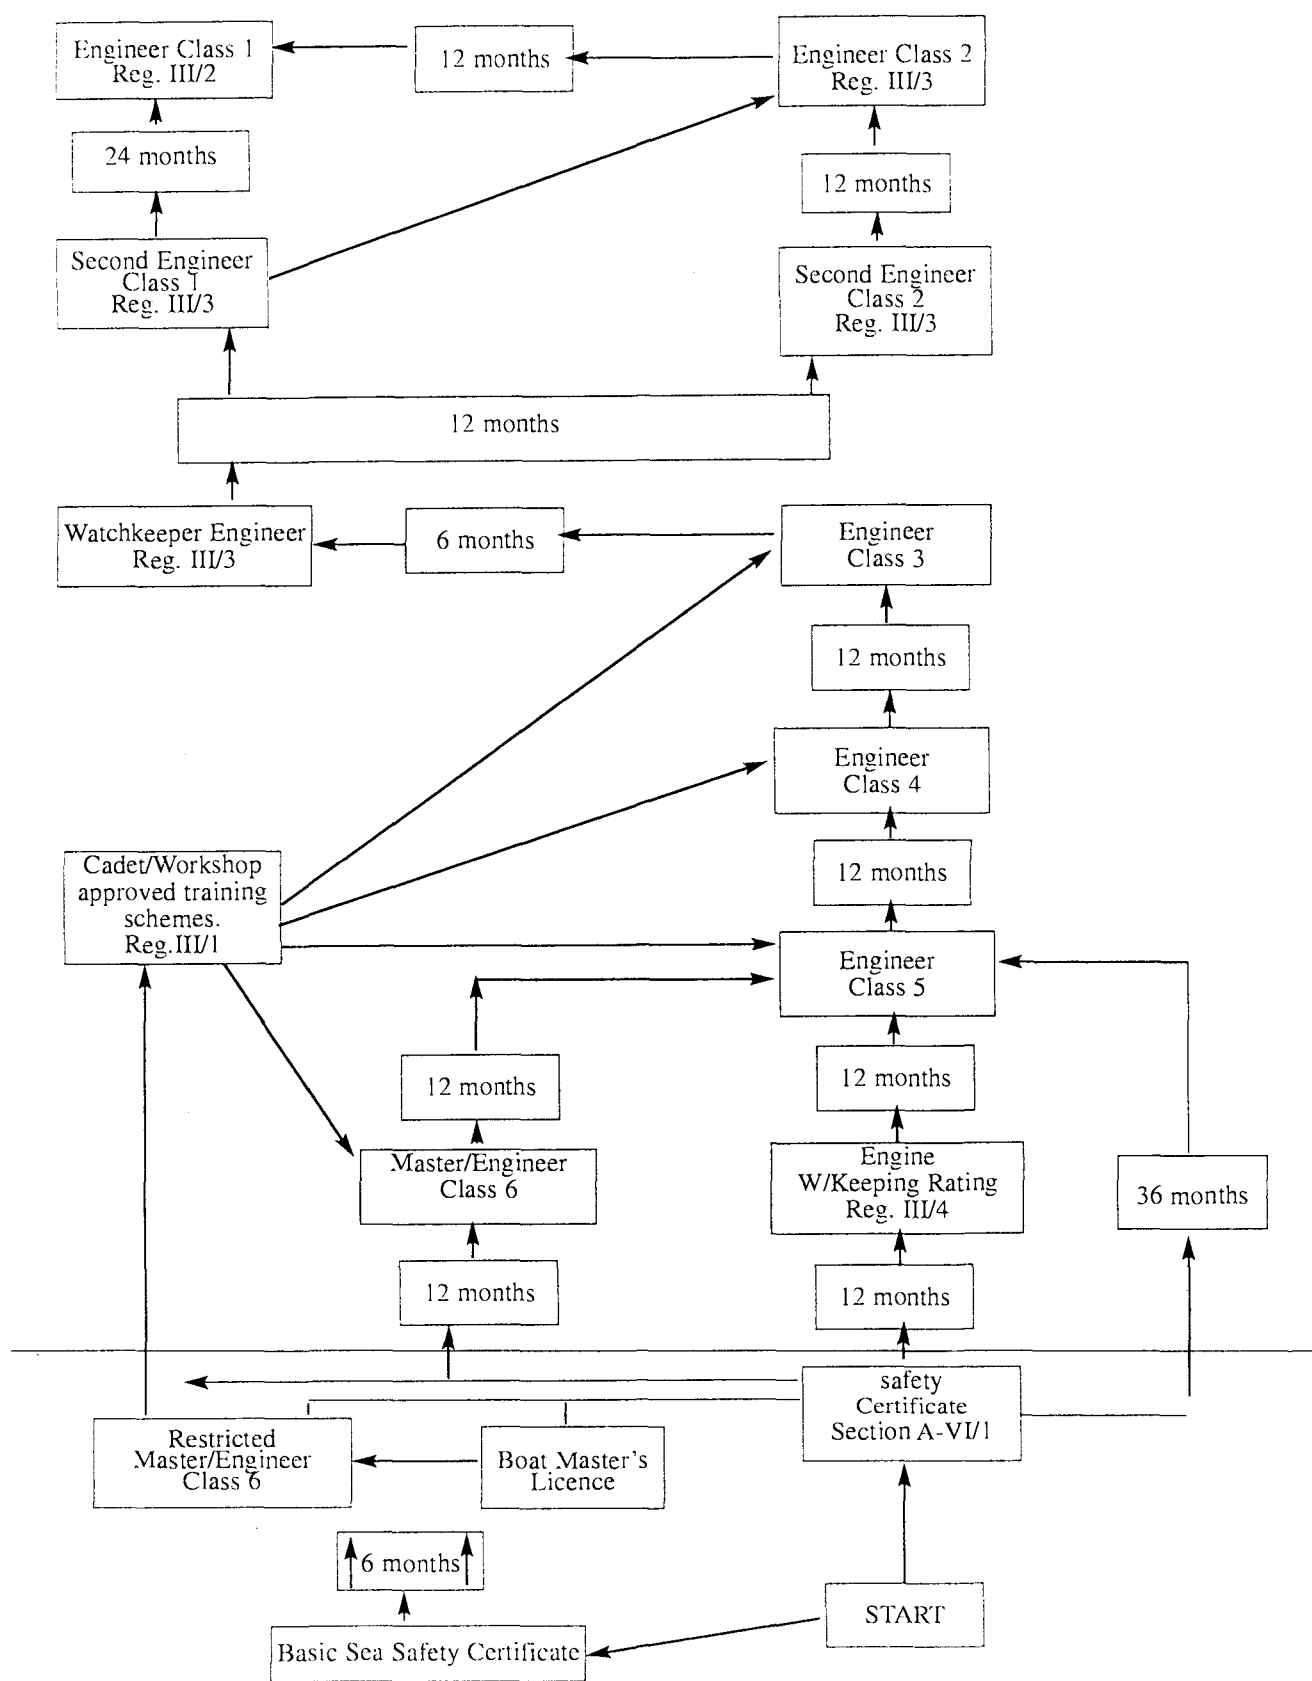 Engineer Class 1
Reg. III/2
12 months
Engineer Class 2
Reg. III/3
24 months
12 months
Second Engineer
Class 1
Reg. III/3
Second Engineer
Class 2
Reg. III/3
12 months
Watchkeeper Engineer
Reg. III/3
6 months
Engineer
Class 3
12 months
Engineer
Class 4
12 months
Cadet/Workshop
approved training
schemes.
Reg.III/1
Engineer
Class 5
12 months
12 months
Master/Engineer
Class 6
Engine
W/Keeping Rating
Reg. III/4
36 months
12 months
12 months
safety
Certificate
Section A-VI/1
Restricted
Master/Engineer
Class 6
Boat Master's
Licence
6 months
START
Basic Sea Safety Certificate